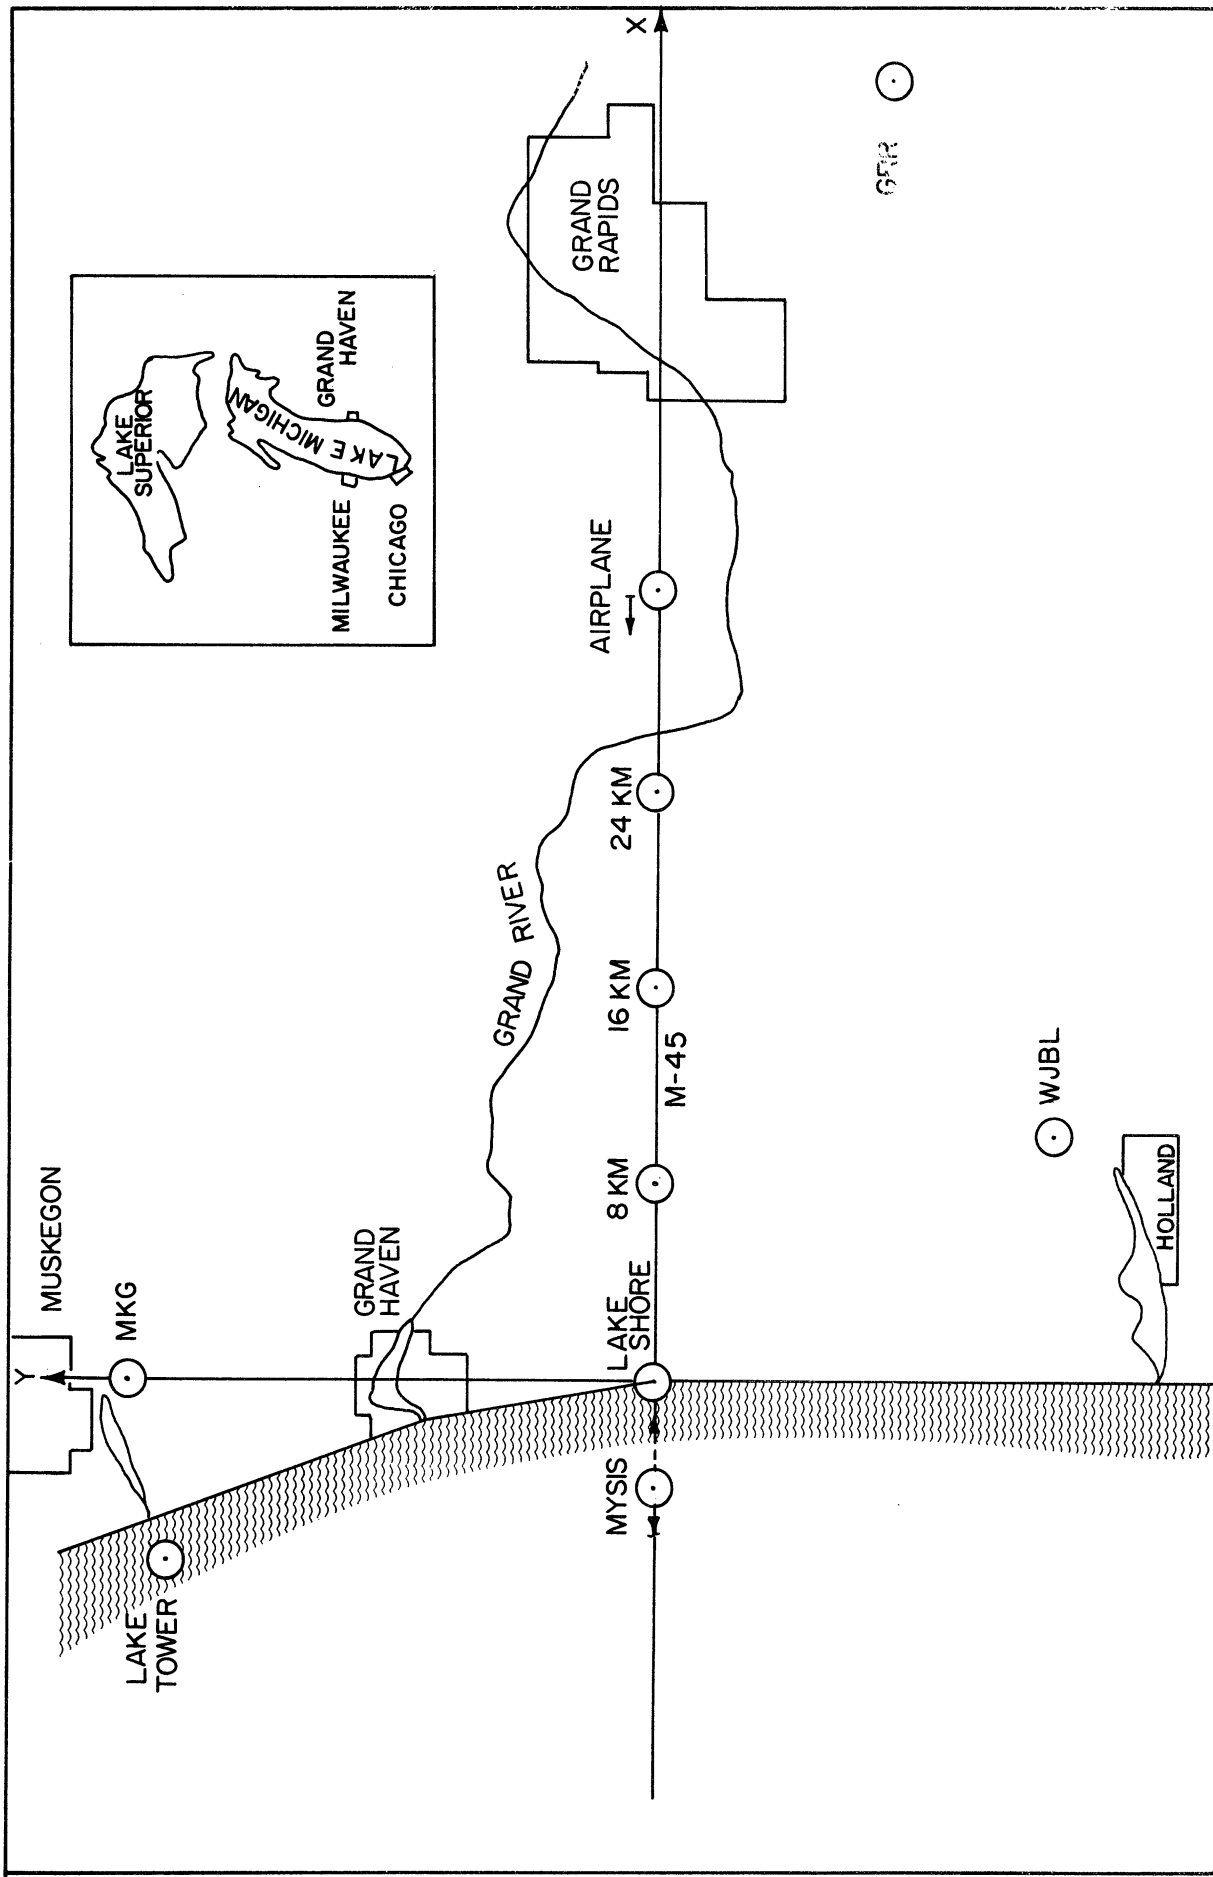 MUSKEGON
Y
MKG
LAKE
TOWER
GRAND
HAVEN
GRAND RIVER
LAKE
SUPERIOR
LAKE MICHIGAN
GRAND
HAVEN
MILWAUKEE
CHICAGO
GRAND
RAPIDS
X
MYSIS
LAKE
SHORE
8 KM
16 KM
24 KM
AIRPLANE
M-45
GRR
WJBL
HOLLAND